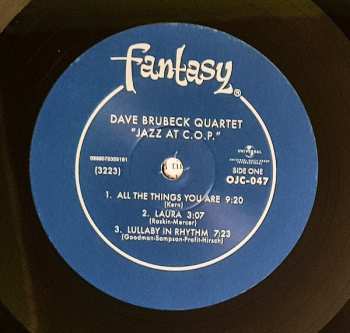 fantasy®
DAVE BRUBECK QUARTET
"JAZZ AT C.O.P."
(3223)
UNIVERSAL
SIDE ONE
OJC-047
1. ALL THE THINGS YOU ARE 9:20
(Kern)
2. LAURA 3:07
(Raskin-Mercer)
3. LULLABY IN RHYTHM 7:23
(Goodman-Sampson-Profit-Hirsch)